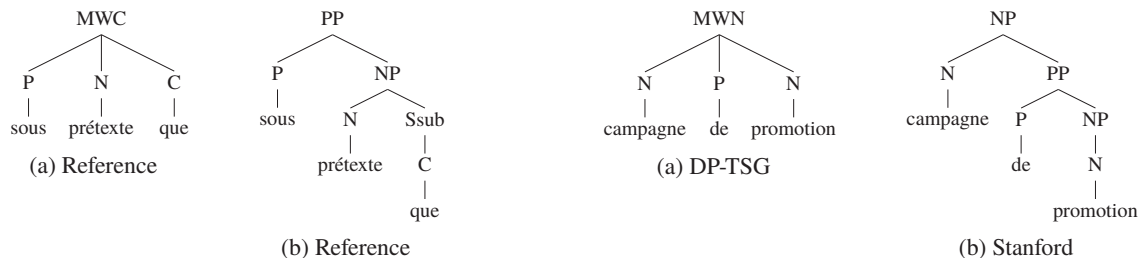 MWC
P N C
sous prétexte que
(a) Reference
PP
P NP
sous N Ssub
prétexte C
que
(b) Reference
MWN
N P N
campagne de promotion
(a) DP-TSG
NP
N PP
campagne P NP
de N
promotion
(b) Stanford